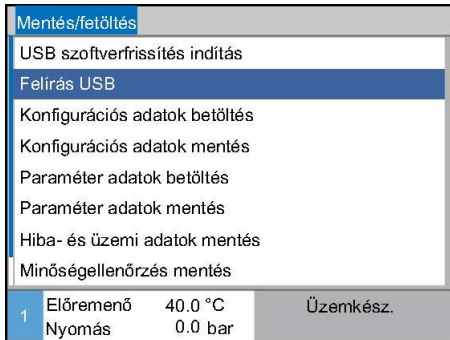 Mentés/fetöltés
USB szoftverfrissítés indítás
Felírás USB
Konfigurációs adatok betöltés
Konfigurációs adatok mentés
Paraméter adatok betöltés
Paraméter adatok mentés
Hiba- és üzemi adatok mentés
Minőségellenőrzés mentés
1 Előremenő 40.0 °C Üzemkész.
Nyomás 0.0 bar